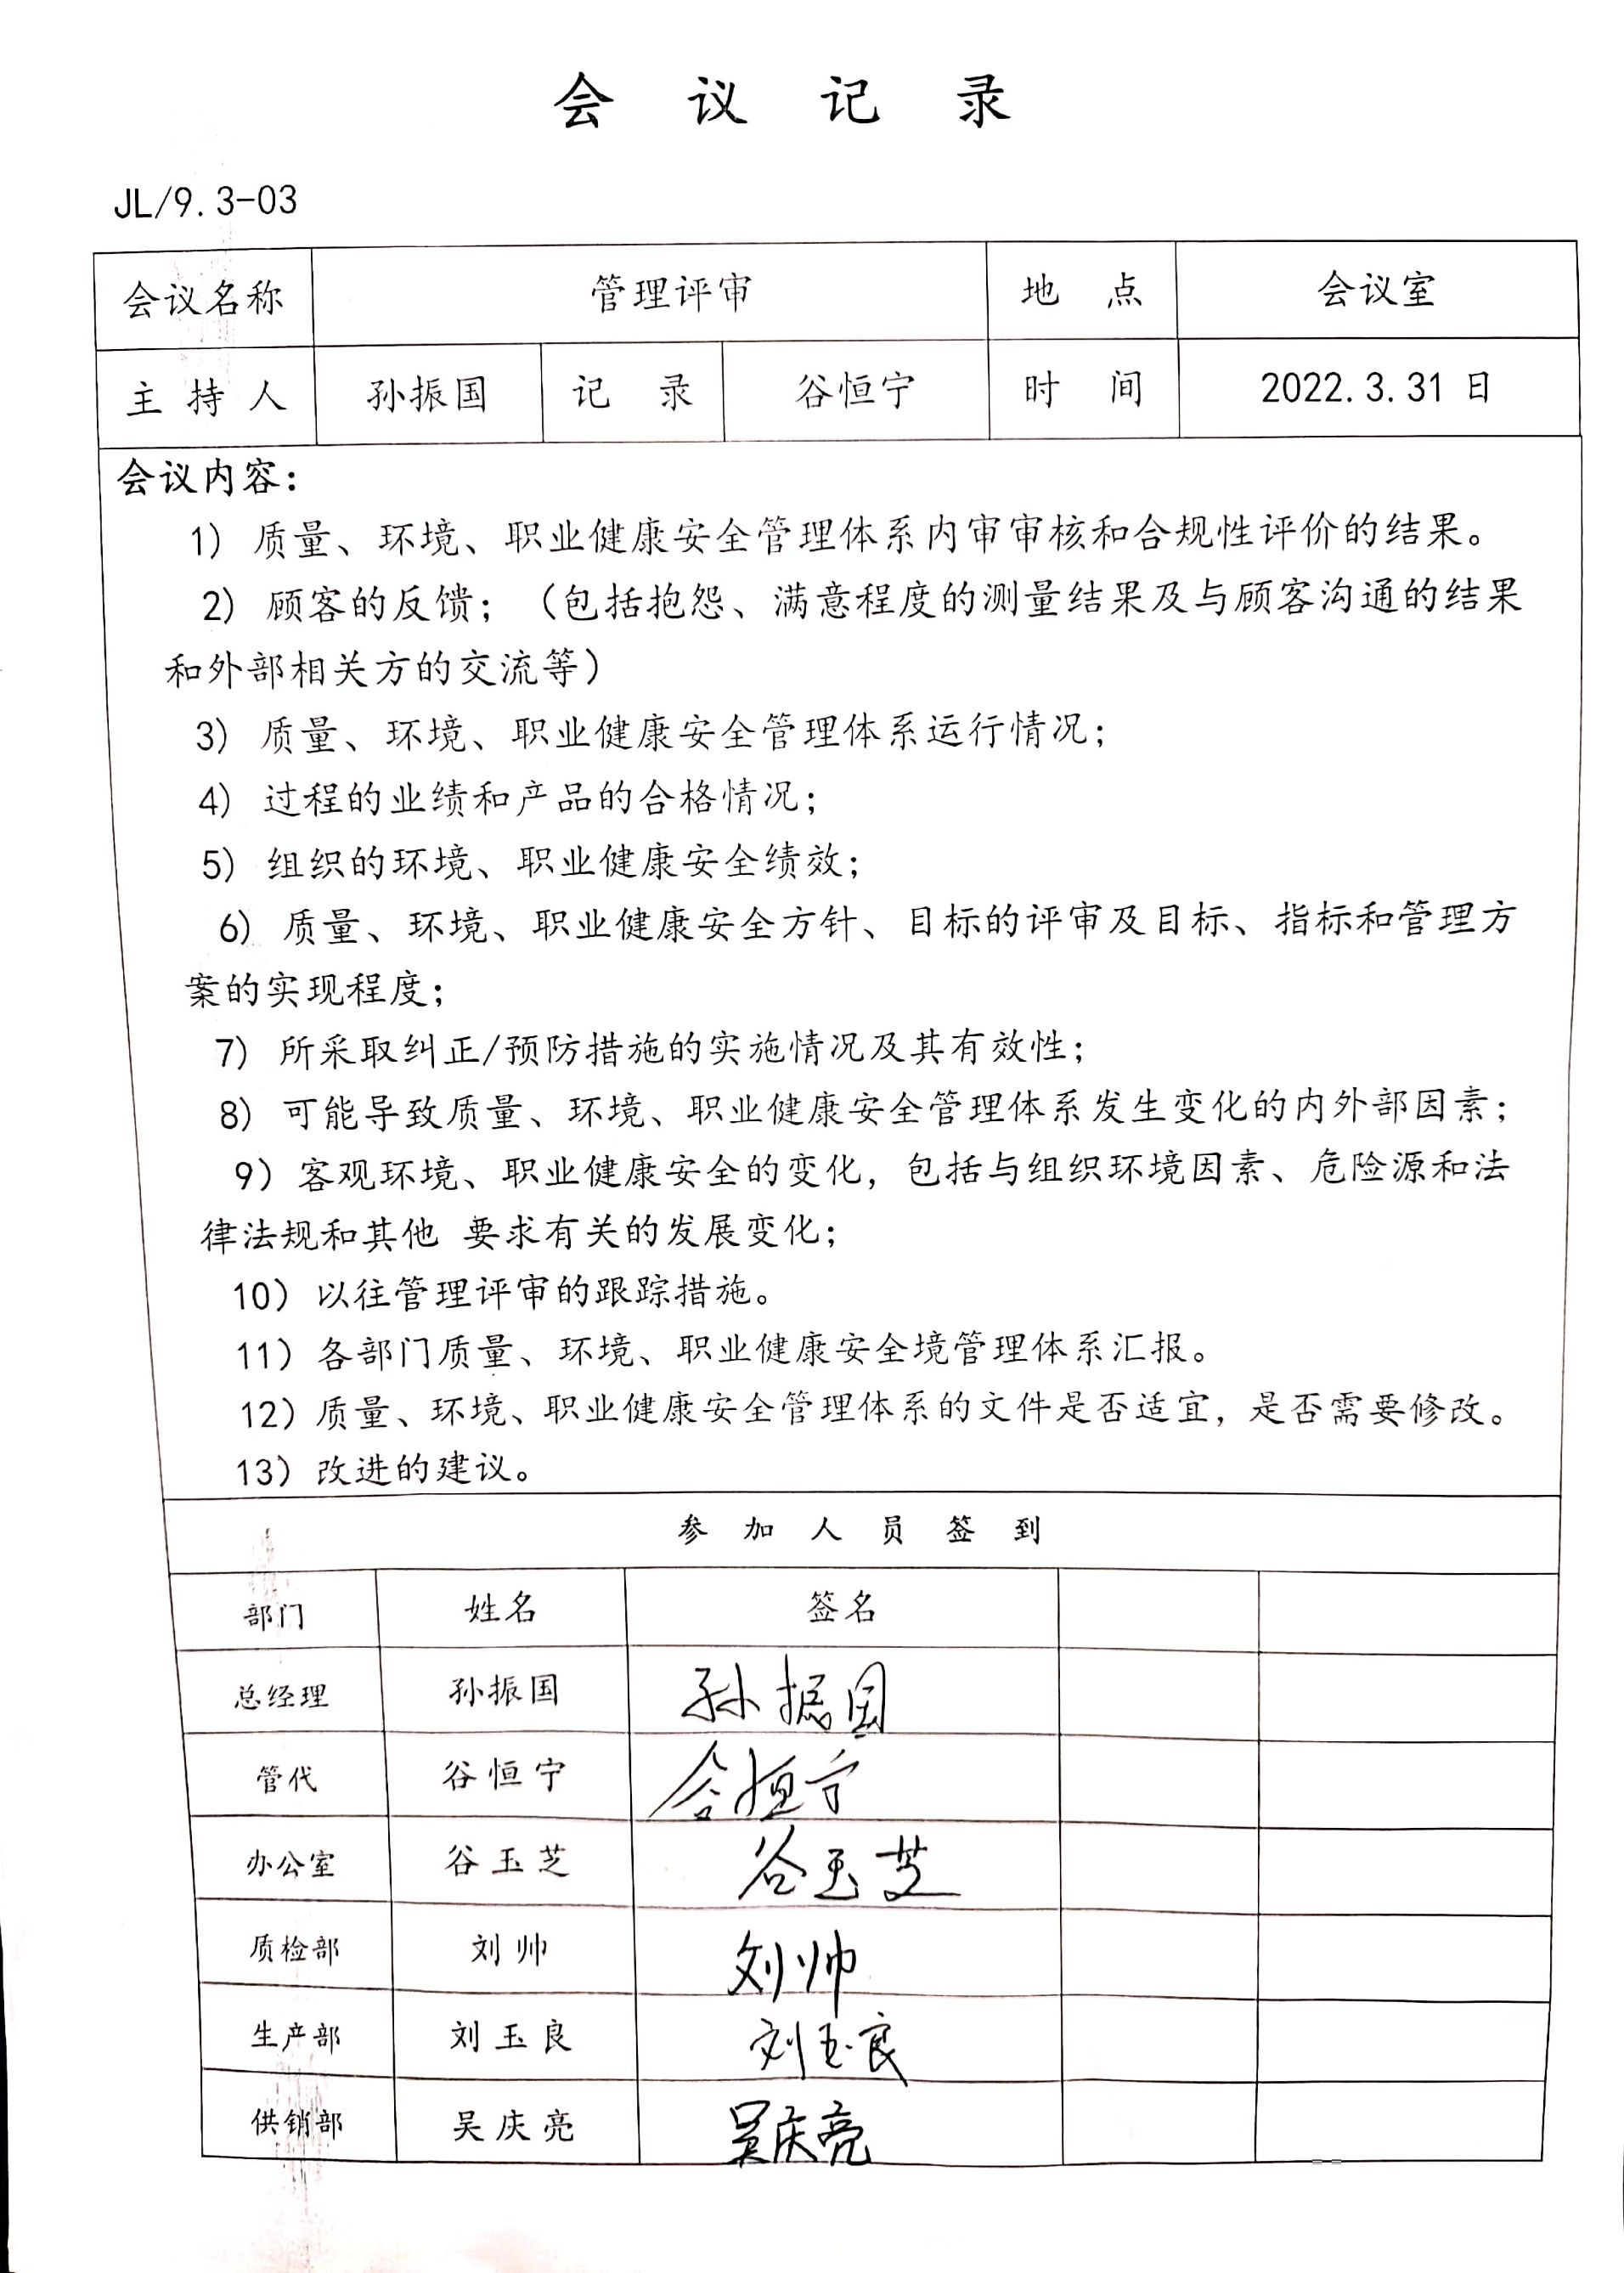 会 议 记 录
JL/9.3-03
会议名称 管理评审 地 点 会议室
主 持 人 孙振国 记 录 谷恒宁 时 间 2022.3.31 日
会议内容：
1) 质量、环境、职业健康安全管理体系内审审核和合规性评价的结果。
2) 顾客的反馈；（包括抱怨、满意程度的测量结果及与顾客沟通的结果
和外部相关方的交流等）
3) 质量、环境、职业健康安全管理体系运行情况；
4) 过程的业绩和产品的合格情况；
5) 组织的环境、职业健康安全绩效；
6) 质量、环境、职业健康安全方针、目标的评审及目标、指标和管理方
案的实现程度；
7) 所采取纠正/预防措施的实施情况及其有效性；
8) 可能导致质量、环境、职业健康安全管理体系发生变化的内外部因素；
9) 客观环境、职业健康安全的变化，包括与组织环境因素、危险源和法
律法规和其他 要求有关的发展变化；
10) 以往管理评审的跟踪措施。
11) 各部门质量、环境、职业健康安全境管理体系汇报。
12) 质量、环境、职业健康安全管理体系的文件是否适宜，是否需要修改。
13) 改进的建议。
参 加 人 员 签 到
部门 姓名 签名
总经理 孙振国 孙振国
管代 谷恒宁 谷恒宁
办公室 谷玉芝 谷玉芝
质检部 刘帅 刘帅
生产部 刘玉良 刘玉良
供销部 吴庆亮 吴庆亮